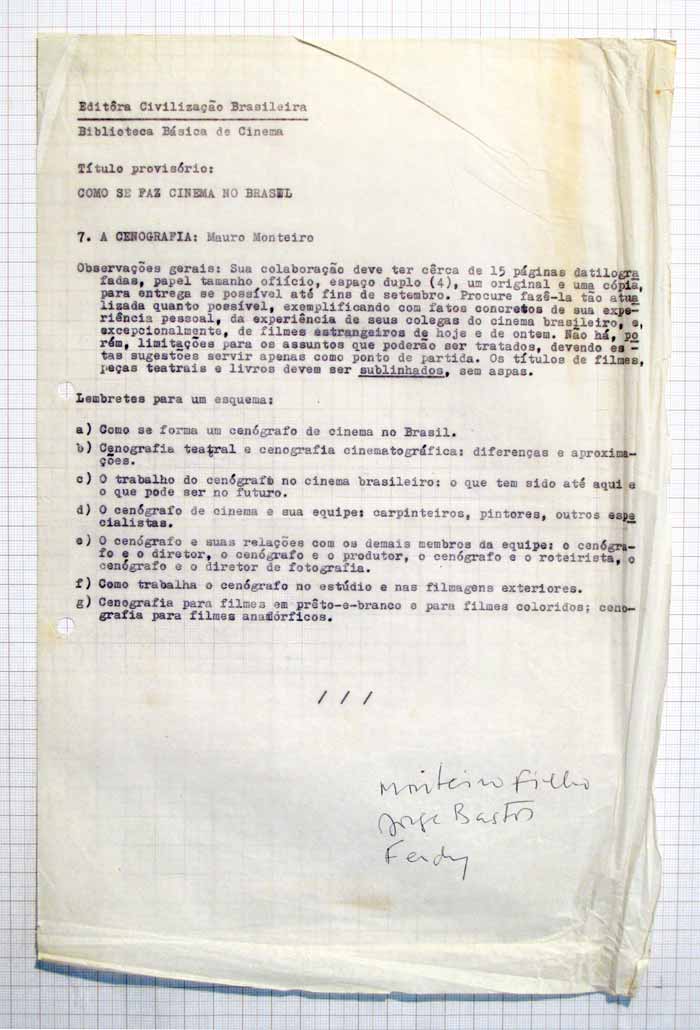 Editôra Civilização Brasileira
Biblioteca Básica de Cinema
Título provisório:
COMO SE FAZ CINEMA NO BRASIL
7. A CENOGRAFIA: Mauro Monteiro
Observações gerais: Sua colaboração deve ter cêrca de 15 páginas datilogra
fadas, papel tamanho ofiício, espaço duplo (4), um original e uma cópia,
para entrega se possível até fins de setembro. Procure fazê-la tão atua
lizada quanto possível, exemplificando com fatos concretos de sua expe-
riência pessoal, da experiência de seus colegas do cinema brasileiro, e,
excepcionalmente, de filmes estrangeiros de hoje e de ontem. Não há, po
rém, limitações para os assuntos que poderão ser tratados, devendo es-
tas sugestões servir apenas como ponto de partida. Os títulos de filmes,
peças teatrais e livros devem ser sublinhados, sem aspas.
Lembretes para um esquema:
a) Como se forma um cenógrafo de cinema no Brasil.
b) Cenografia teatral e cenografia cinematográfica: diferenças e aproxima-
ções.
c) O trabalho do cenógrafo no cinema brasileiro: o que tem sido até aqui e
o que pode ser no futuro.
d) O cenógrafo de cinema e sua equipe: carpinteiros, pintores, outros espe
cialistas.
e) O cenógrafo e suas relações com os demais membros da equipe: o cenógra-
fo e o diretor, o cenógrafo e o produtor, o cenógrafo e o roteirista, o
cenógrafo e o diretor de fotografia.
f) Como trabalha o cenógrafo no estúdio e nas filmagens exteriores.
g) Cenografia para filmes em prêto-e-branco e para filmes coloridos; ceno-
grafia para filmes anamórficos.
/ / /
Monteiro Filho
Jorge Bastos